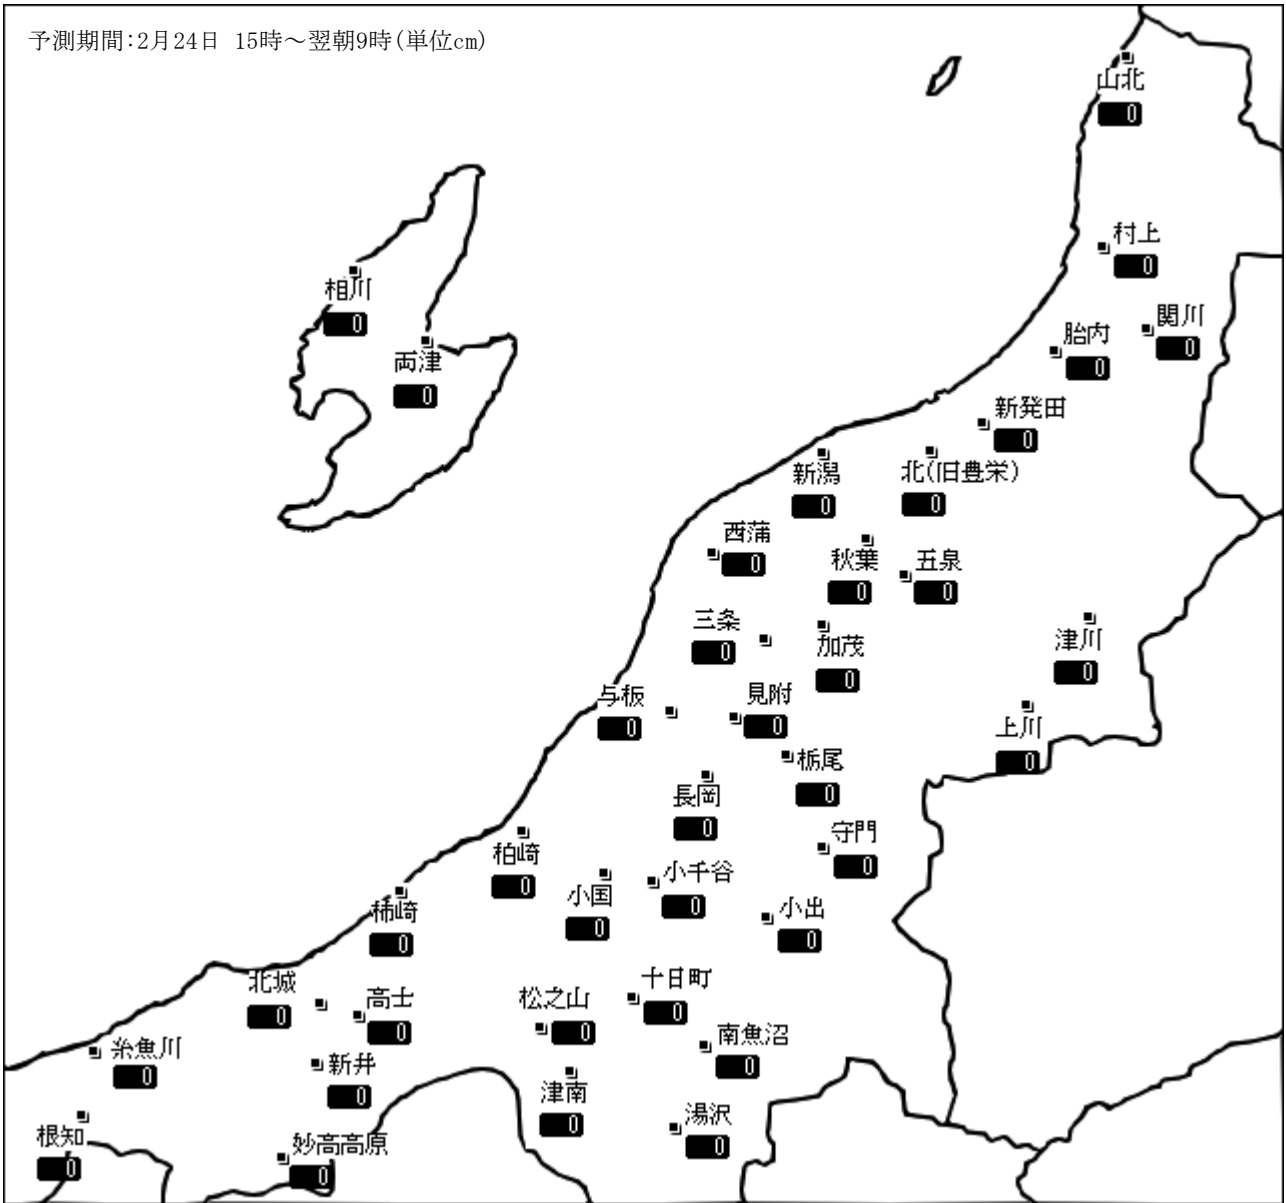 予測期間:2月24日 15時～翌朝9時(単位cm)
山北
0
村上
0
相川
0
関川
0
胎内
0
両津
0
新発田
0
新潟
0
北(旧豊栄)
0
西蒲
0
秋葉
0
五泉
0
三条
0
加茂
0
津川
0
与板
0
見附
0
上川
0
栃尾
0
長岡
0
守門
0
柏崎
0
小国
0
小千谷
0
小出
0
柿崎
0
北城
0
高士
0
松之山
0
十日町
0
南魚沼
0
糸魚川
0
新井
0
津南
0
湯沢
0
根知
0
妙高高原
0